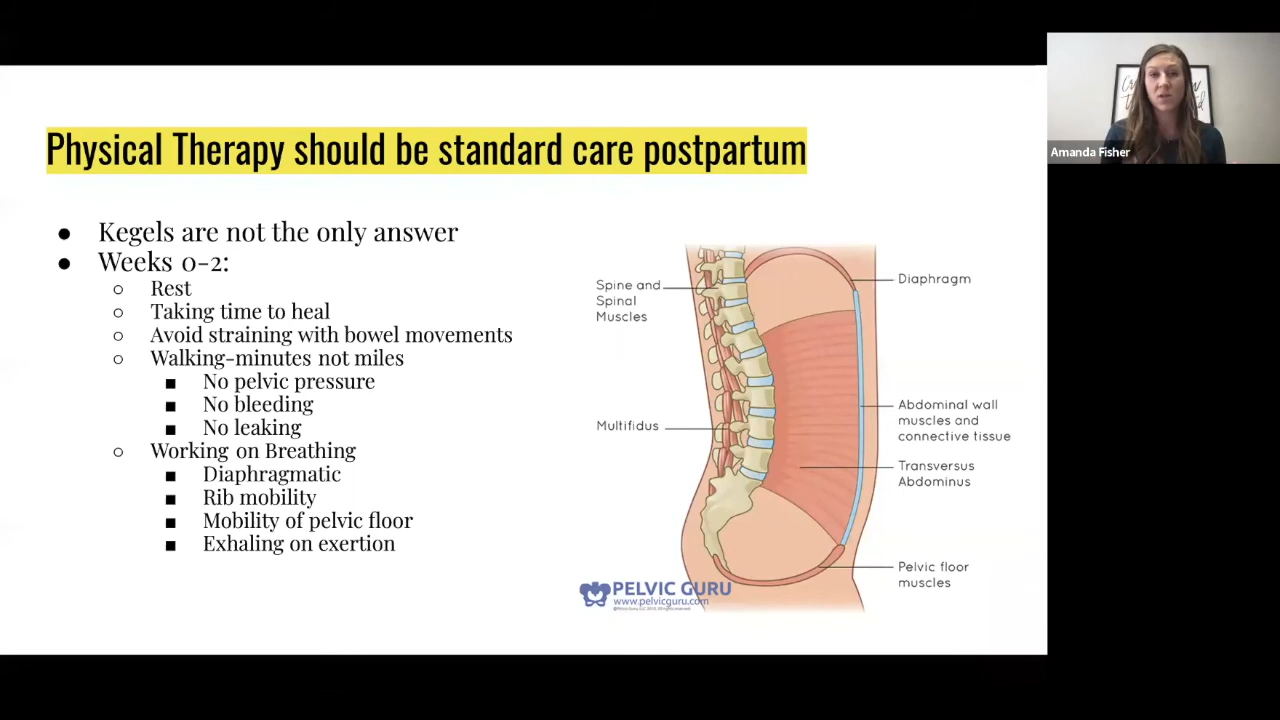 Physical Therapy should be standard care postpartum
● Kegels are not the only answer
● Weeks 0-2:
○ Rest
○ Taking time to heal
○ Avoid straining with bowel movements
○ Walking-minutes not miles
■ No pelvic pressure
■ No bleeding
■ No leaking
○ Working on Breathing
■ Diaphragmatic
■ Rib mobility
■ Mobility of pelvic floor
■ Exhaling on exertion
Spine and
Spinal
Muscles
Multifidus
Diaphragm
Abdominal wall
muscles and
connective tissue
Transversus
Abdominus
Pelvic floor
muscles
PELVIC GURU
www.pelvicguru.com
Amanda Fisher